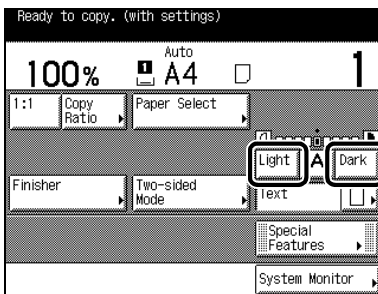 Ready to copy. (with settings)
100% 1 Auto A4 1
1:1
Copy
Ratio
Paper Select
Light A Dark
Finisher
Two-sided
Mode
Text
Special
Features
System Monitor